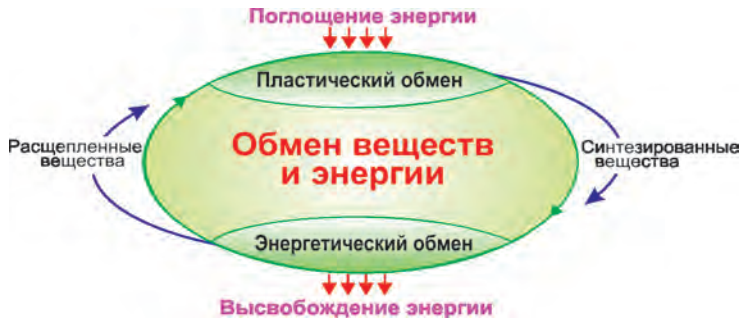 Поглощение энергии
Пластический обмен
Расщепленные
вещества
Обмен веществ
и энергии
Синтезированные
вещества
Энергетический обмен
Высвобождение энергии